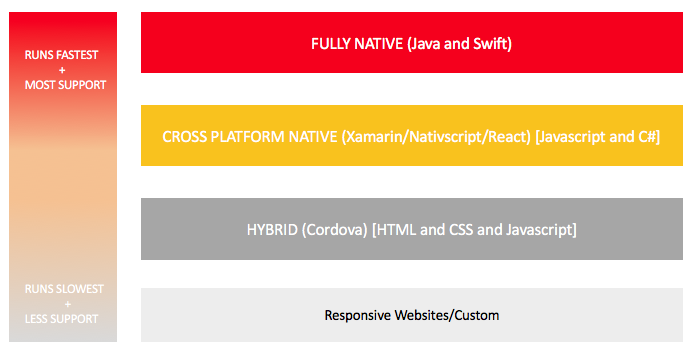 RUNS FASTEST
+
MOST SUPPORT
FULLY NATIVE (Java and Swift)
CROSS PLATFORM NATIVE (Xamarin/Nativscript/React) [Javascript and C#]
HYBRID (Cordova) [HTML and CSS and Javascript]
RUNS SLOWEST
+
LESS SUPPORT
Responsive Websites/Custom